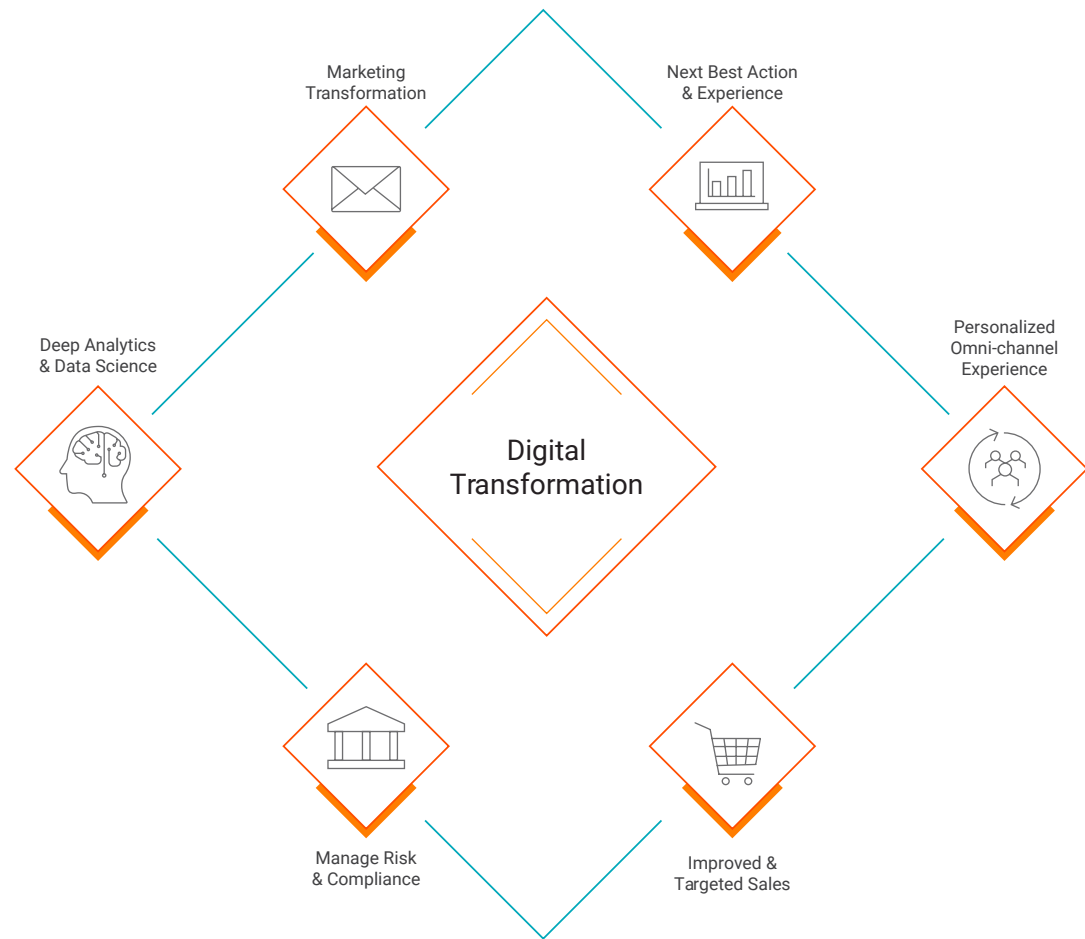 Marketing
Transformation
Next Best Action
& Experience
Deep Analytics
& Data Science
Personalized
Omni-channel
Experience
Digital
Transformation
Manage Risk
& Compliance
Improved &
Targeted Sales